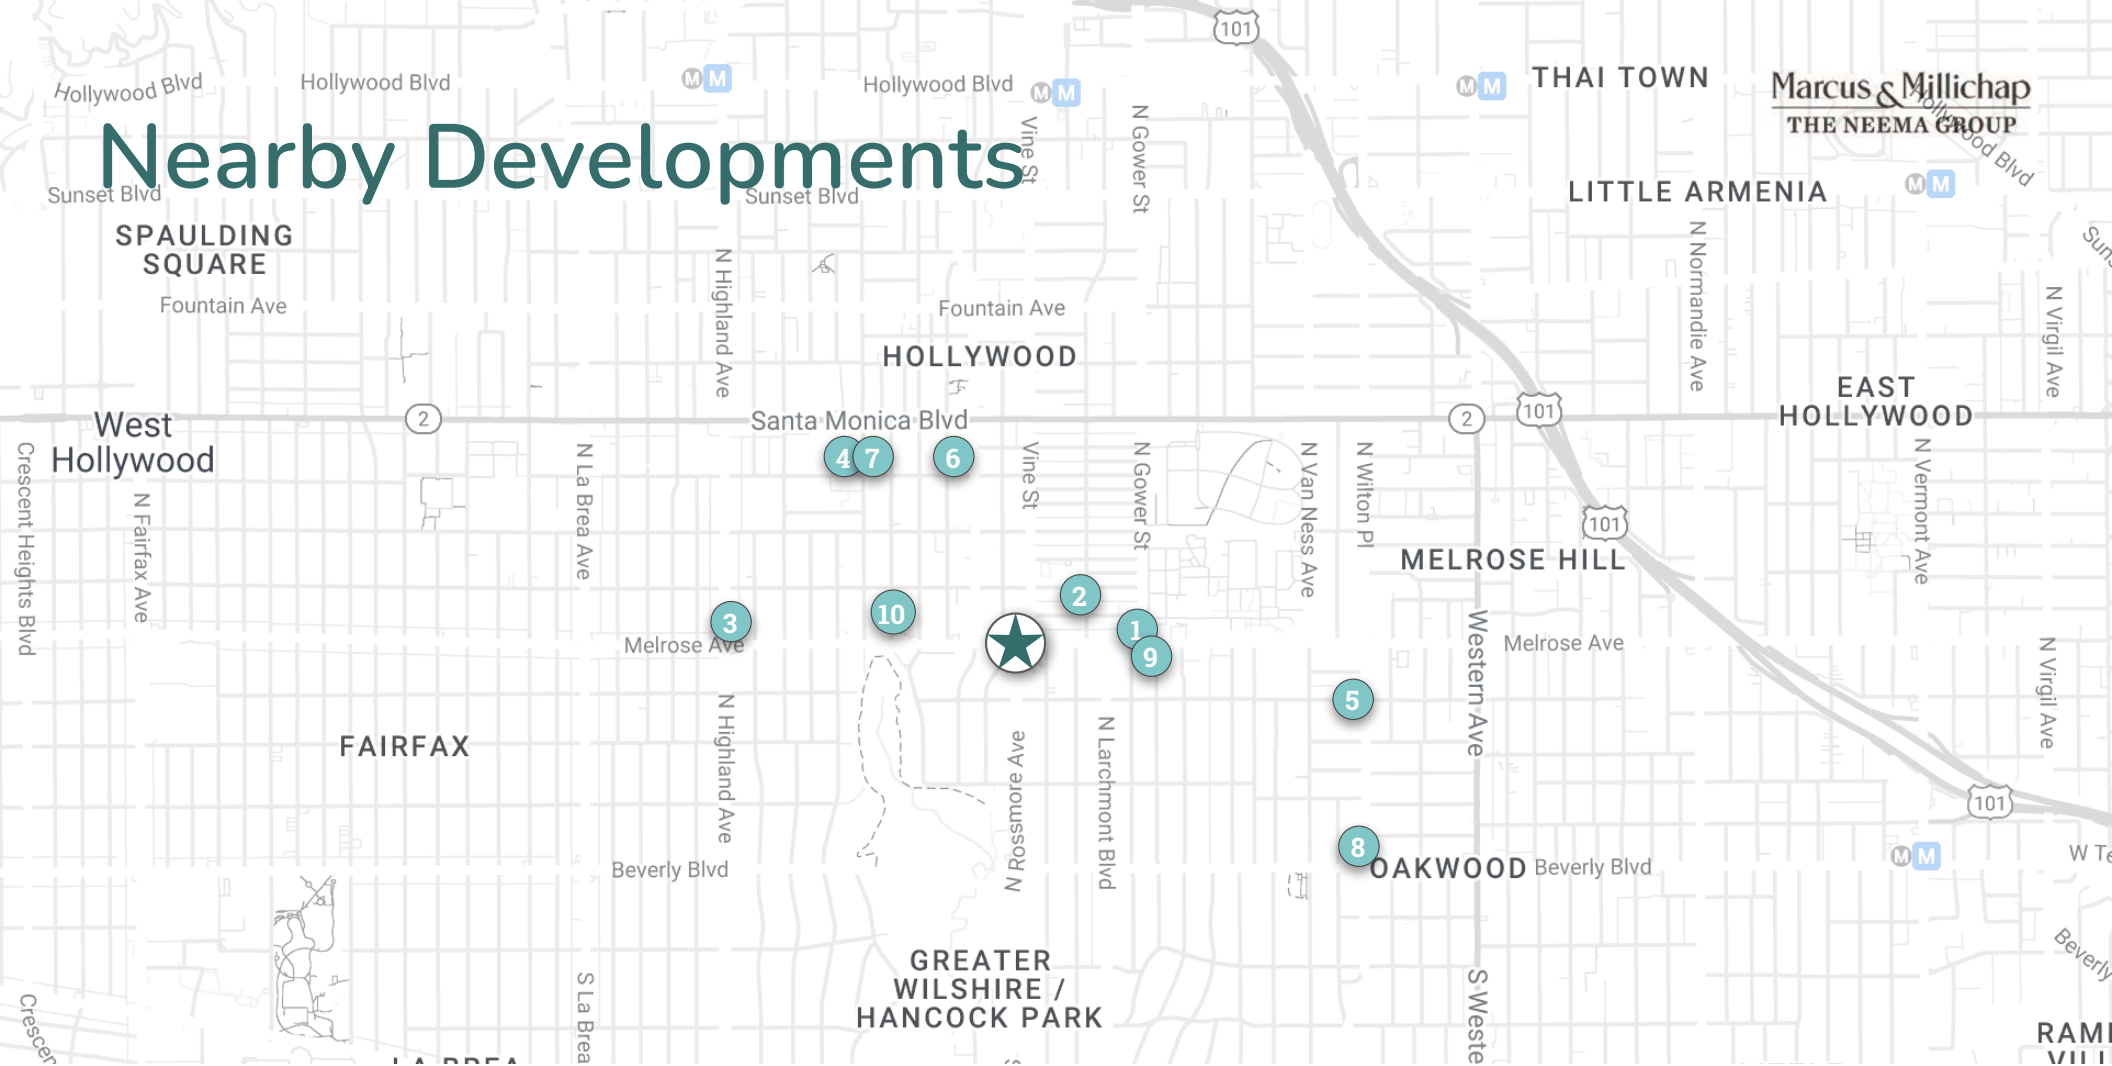 101
Hollywood Blvd
Hollywood Blvd
M M
Hollywood Blvd
M M
M M
THAI TOWN
Marcus & Millichap
THE NEEMA GROUP
Hollywood Blvd
Nearby Developments
Vine St
N Gower St
Sunset Blvd
Sunset Blvd
LITTLE ARMENIA
M M
SPAULDING
SQUARE
N Highland Ave
N Normandie Ave
Fountain Ave
Fountain Ave
N Virgil Ave
HOLLYWOOD
EAST
HOLLYWOOD
West
Hollywood
2
Santa Monica Blvd
2
101
4
7
6
Crescent Heights Blvd
N Fairfax Ave
N La Brea Ave
Vine St
N Gower St
N Van Ness Ave
N Wilton Pl
N Vermont Ave
101
MELROSE HILL
2
10
3
1
9
Melrose Ave
Western Ave
Melrose Ave
N Virgil Ave
5
FAIRFAX
N Highland Ave
N Rossmore Ave
N Larchmont Blvd
101
8
Beverly Blvd
OAKWOOD
Beverly Blvd
M M
GREATER
WILSHIRE /
HANCOCK PARK
S La Brea